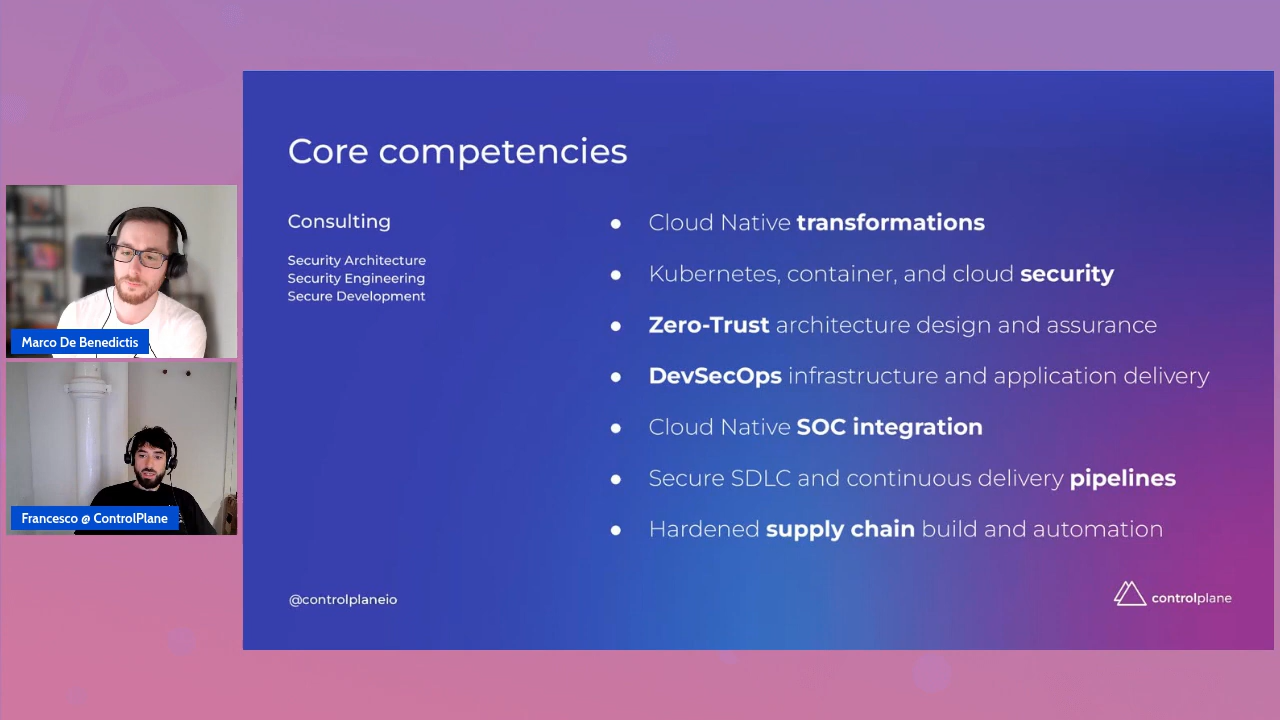 Core competencies
Consulting
Security Architecture
Security Engineering
Secure Development
● Cloud Native transformations
● Kubernetes, container, and cloud security
● Zero-Trust architecture design and assurance
● DevSecOps infrastructure and application delivery
● Cloud Native SOC integration
● Secure SDLC and continuous delivery pipelines
● Hardened supply chain build and automation
@controlplaneio
controlplane
Marco De Benedictis
Francesco @ ControlPlane